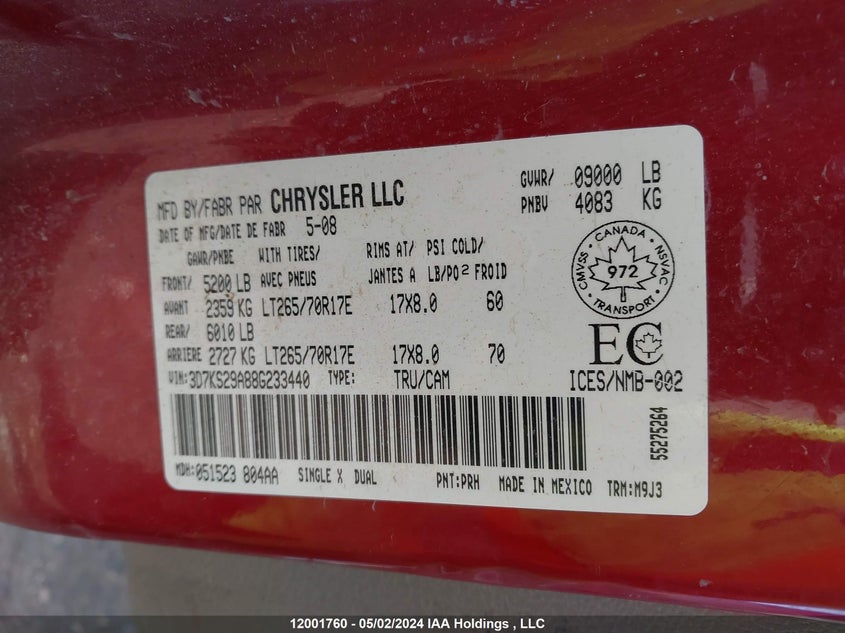 MFD BY/FABR PAR CHRYSLER LLC GVWR/ 09000 LB
DATE OF MFG/DATE DE FABR 5-08 PNBV 4083 KG
GAWR/PNBE WITH TIRES/ RIMS AT/ PSI COLD/
FRONT/ 5200 LB AVEC PNEUS JANTES A LB/PO² FROID
AVANT 2359 KG LT265/70R17E 17X8.0 60
REAR/ 6010 LB
ARRIERE 2727 KG LT265/70R17E 17X8.0 70
VIN: 3D7KS29A88G233440 TYPE: TRU/CAM
CANADA
CMVSS 972 NSVAC
TRANSPORT
EC
ICES/NMB-002
55275264
MDH: 051523 804AA SINGLE X DUAL PNT: PRH MADE IN MEXICO TRM: M9J3
12001760 - 05/02/2024 IAA Holdings , LLC